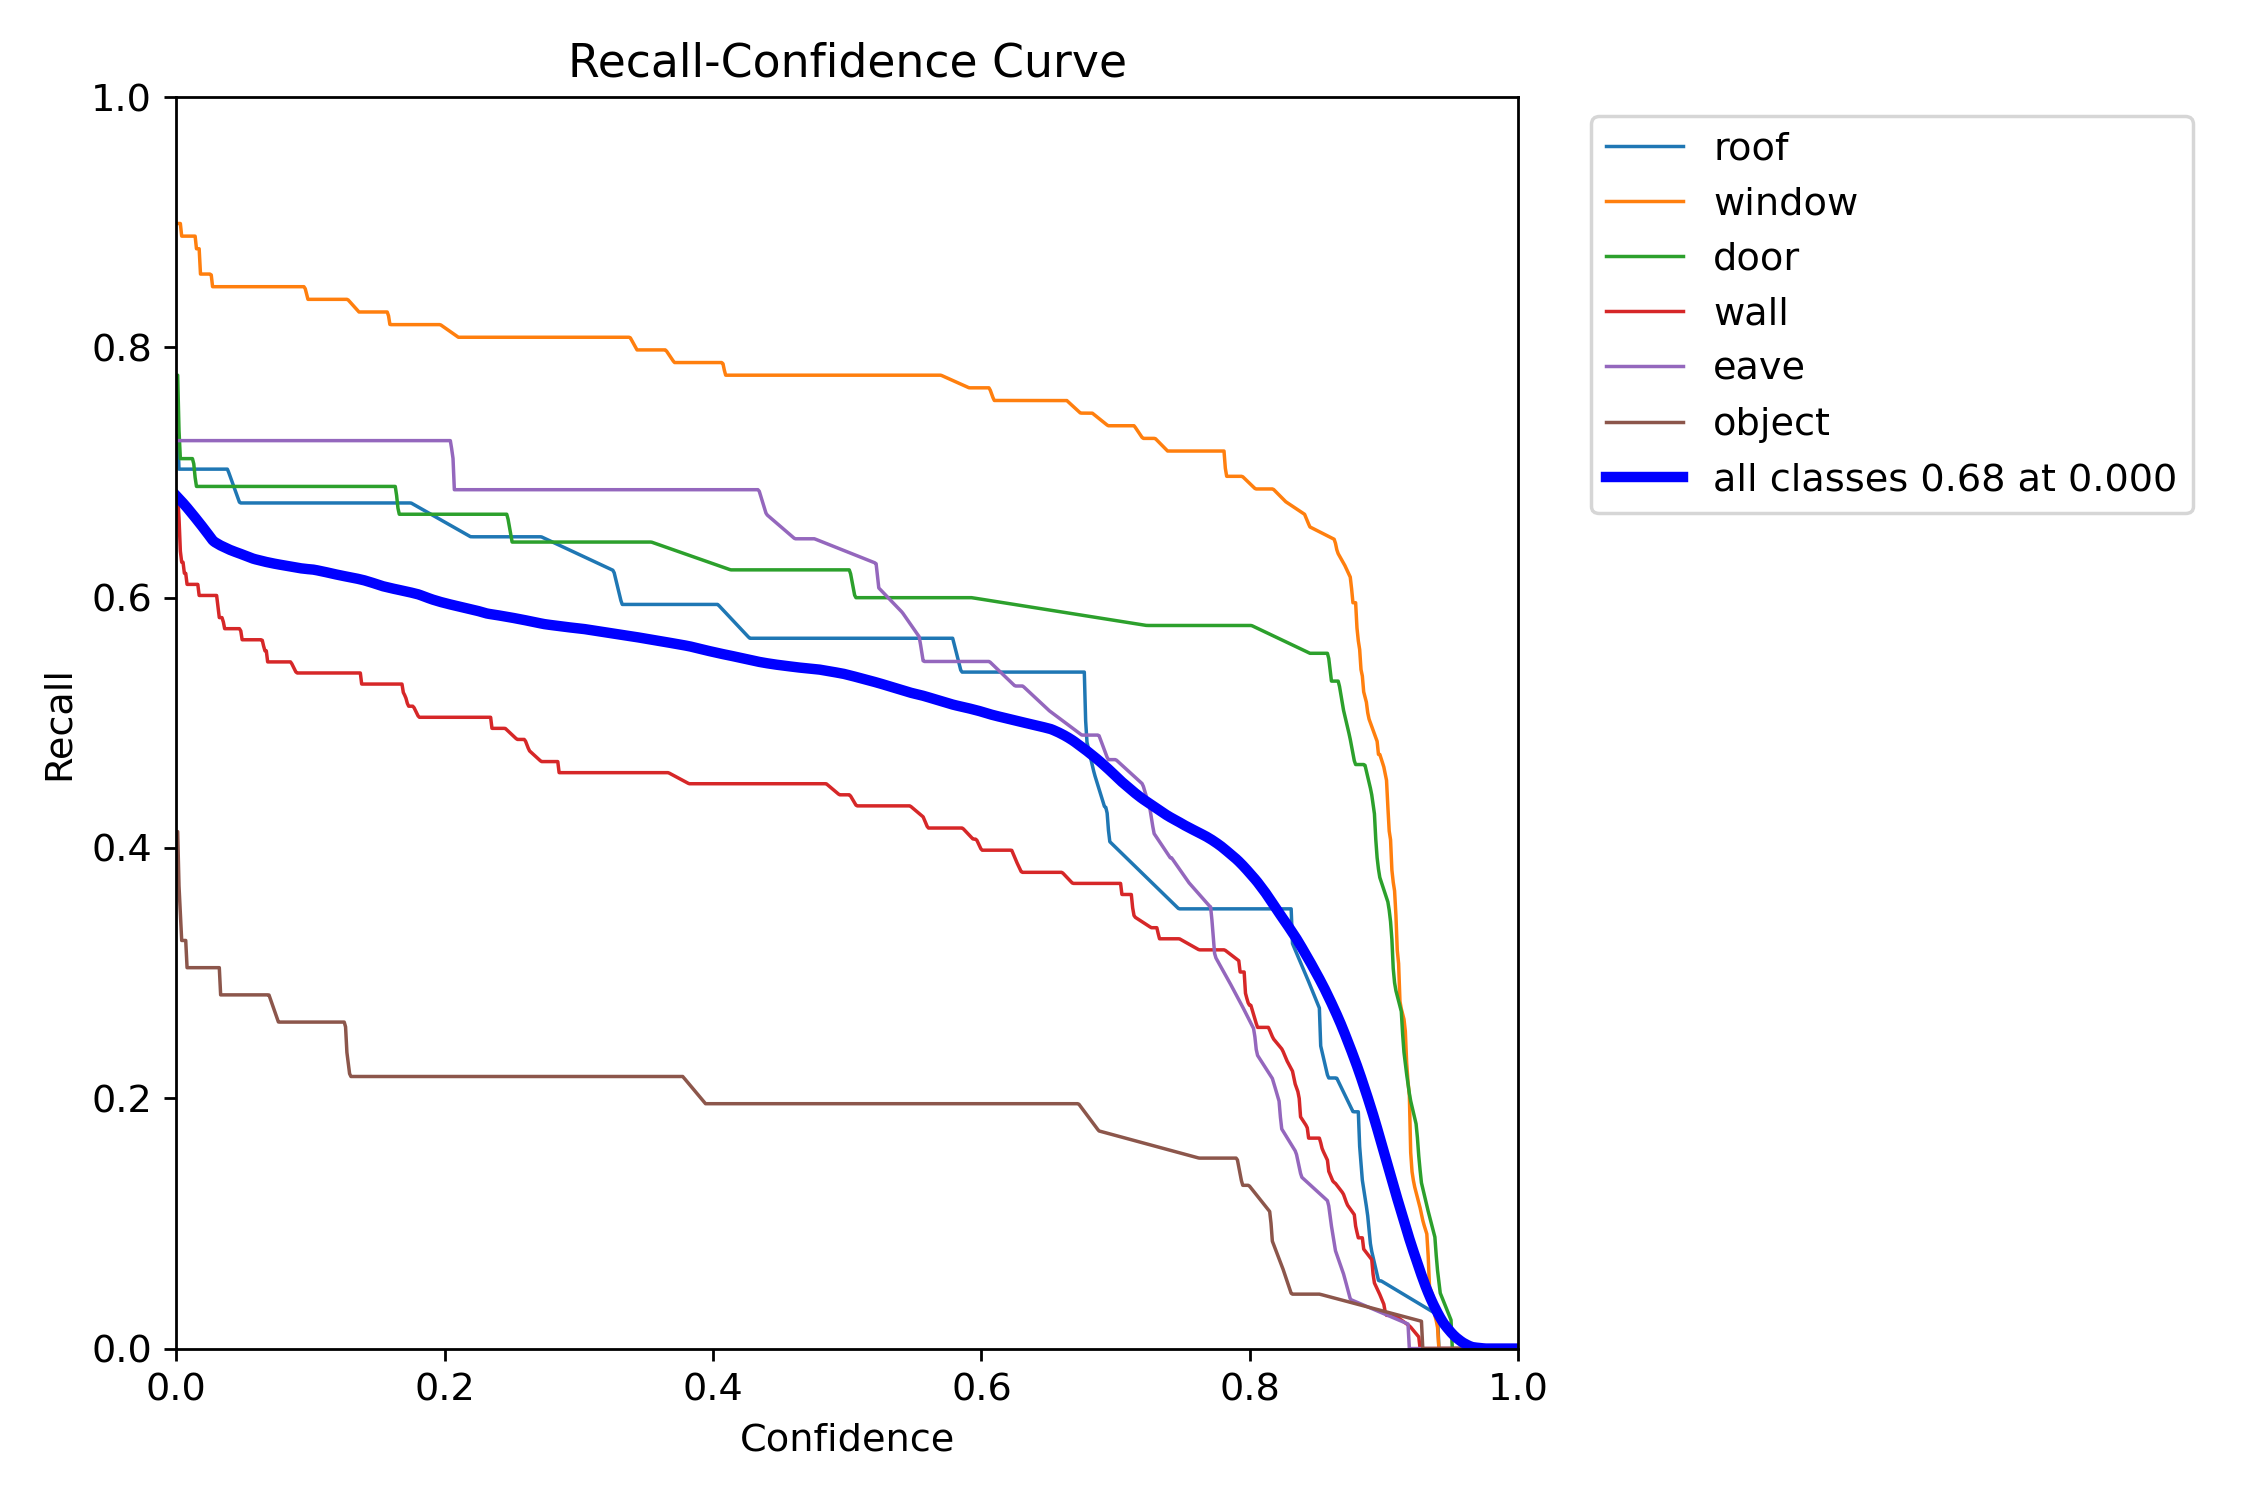 Recall-Confidence Curve
1.0
0.8
0.6
0.4
0.2
0.0
Recall
0.0 0.2 0.4 0.6 0.8 1.0
Confidence
roof
window
door
wall
eave
object
all classes 0.68 at 0.000